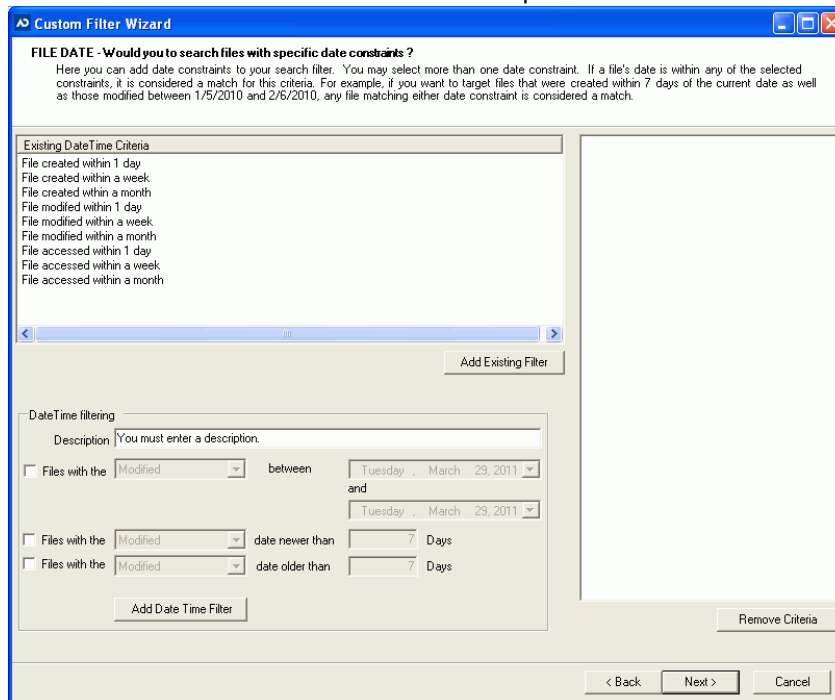 Custom Filter Wizard
FILE DATE - Would you to search files with specific date constraints ?
Here you can add date constraints to your search filter. You may select more than one date constraint. If a file's date is within any of the selected
constraints, it is considered a match for this criteria. For example, if you want to target files that were created within 7 days of the current date as well
as those modified between 1/5/2010 and 2/6/2010, any file matching either date constraint is considered
a match.
Existing DateTime Criteria
File created within 1 day
File created within a week
File created wthin a month
File modifed within 1 day
File modified within a week
File modified within a month
File accessed within 1 day
File accessed within a week
File accessed within a month
Add Existing Filter
DateTime filtering
Description You must enter a description.
Files with the Modified between Tuesday , March 29, 2011
and
Tuesday , March 29, 2011
Files with the Modified date newer than 7 Days
Files with the Modified date older than 7 Days
Add Date Time Filter
Remove Criteria
< Back Next > Cancel